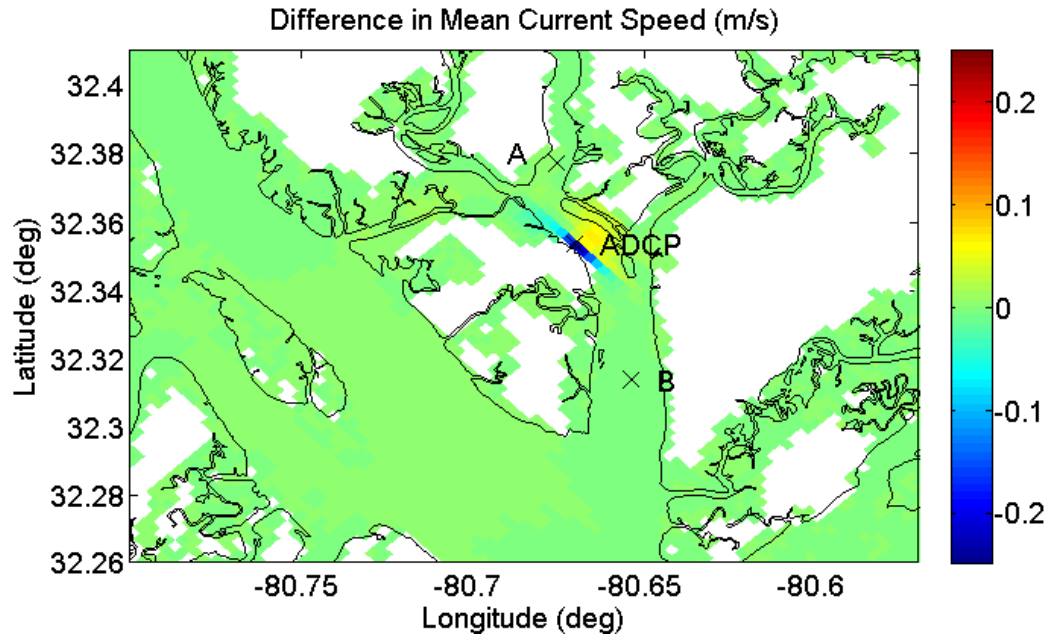 Difference in Mean Current Speed (m/s)
32.4
32.38
32.36
32.34
32.32
32.3
32.28
32.26
Latitude (deg)
A
ADCP
B
-80.75
-80.7
-80.65
-80.6
Longitude (deg)
0.2
0.1
0
-0.1
-0.2